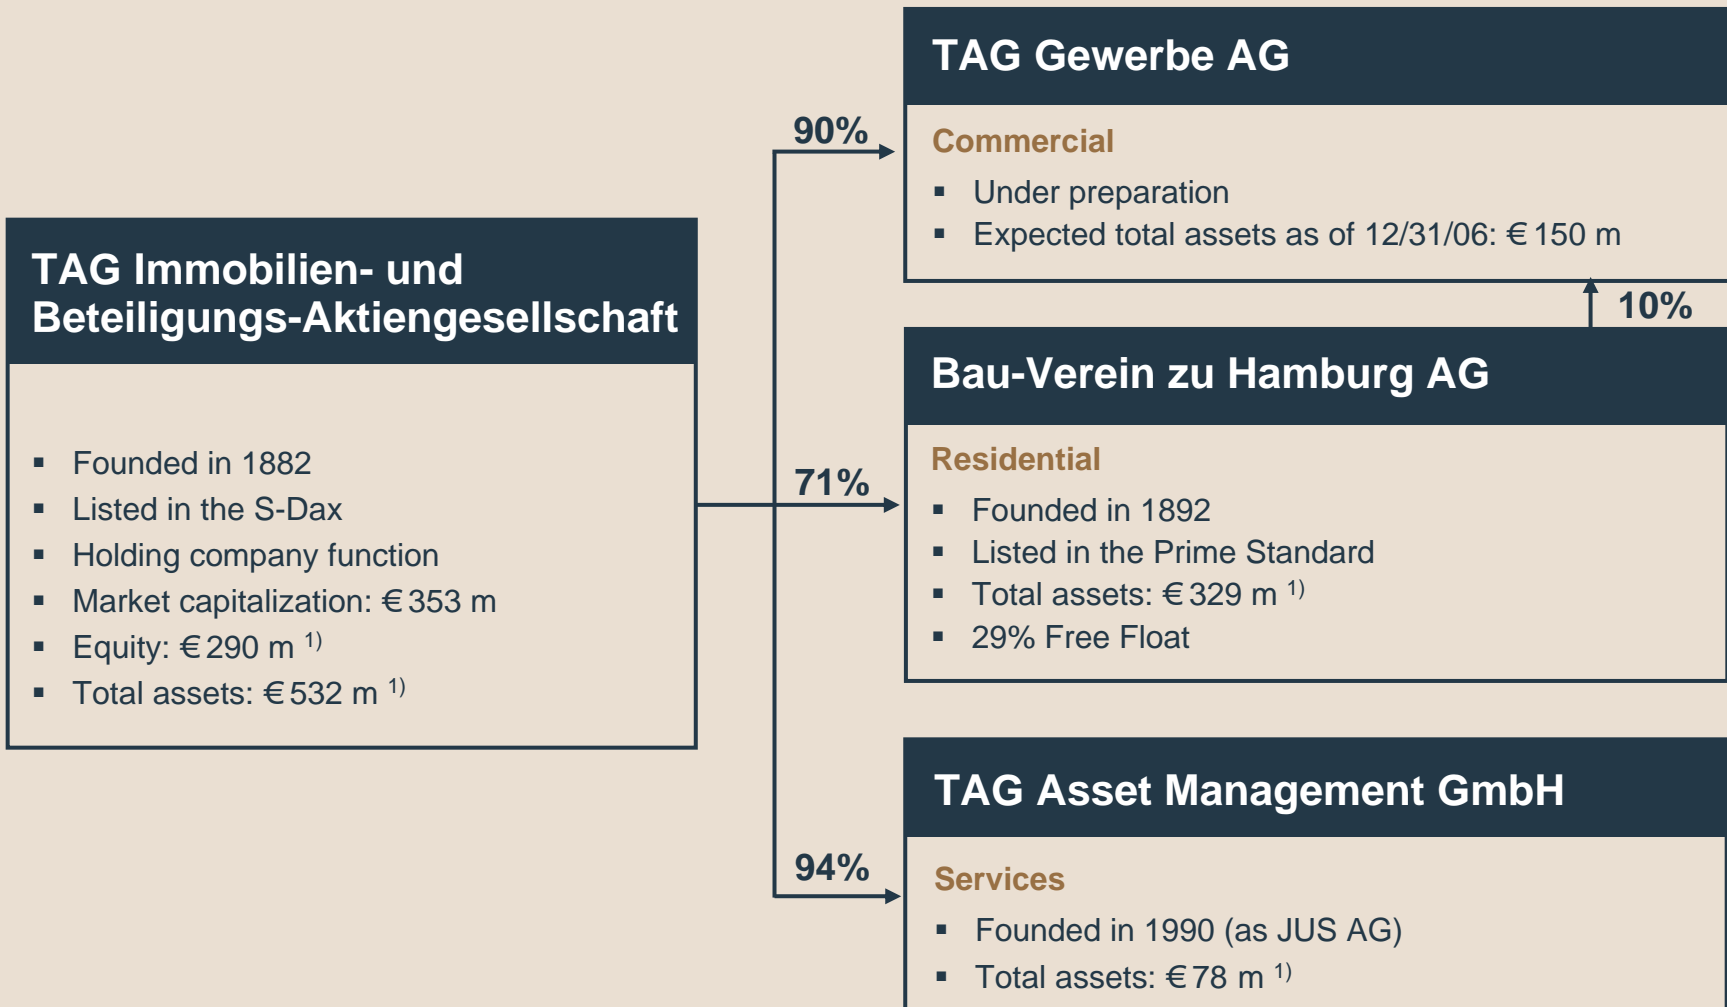 TAG Immobilien- und
Beteiligungs-Aktiengesellschaft
▪ Founded in 1882
▪ Listed in the S-Dax
▪ Holding company function
▪ Market capitalization: € 353 m
▪ Equity: € 290 m 1)
▪ Total assets: € 532 m 1)
90%
TAG Gewerbe AG
Commercial
▪ Under preparation
▪ Expected total assets as of 12/31/06: € 150 m
10%
71%
Bau-Verein zu Hamburg AG
Residential
▪ Founded in 1892
▪ Listed in the Prime Standard
▪ Total assets: € 329 m 1)
▪ 29% Free Float
94%
TAG Asset Management GmbH
Services
▪ Founded in 1990 (as JUS AG)
▪ Total assets: € 78 m 1)